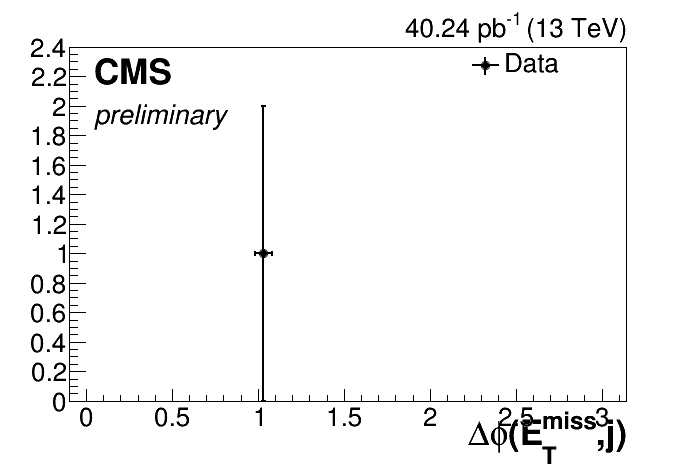 40.24 pb⁻¹ (13 TeV)
CMS
preliminary
Data
2.4
2.2
2
1.8
1.6
1.4
1.2
1
0.8
0.6
0.4
0.2
0
0 0.5 1 1.5 2 2.5 3
Δϕ(E_T^miss,j)